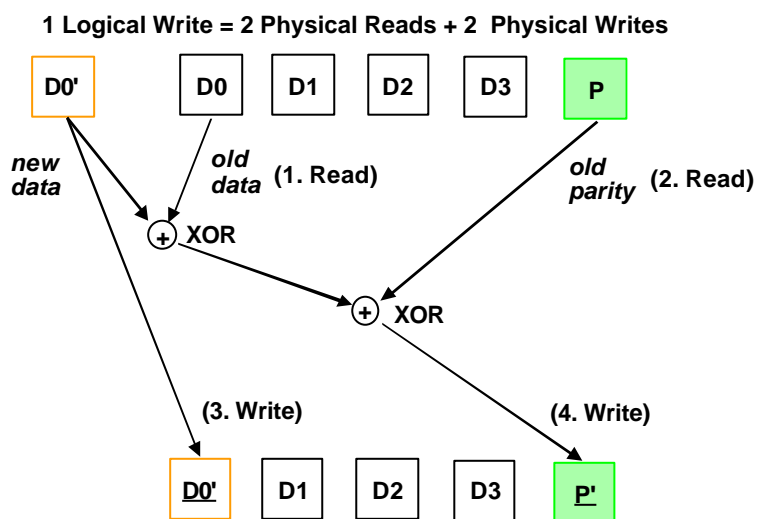 1 Logical Write = 2 Physical Reads + 2 Physical Writes
D0' D0 D1 D2 D3 P
new data
old data (1. Read)
old parity (2. Read)
+ XOR
+ XOR
(3. Write)
(4. Write)
D0' D1 D2 D3 P'